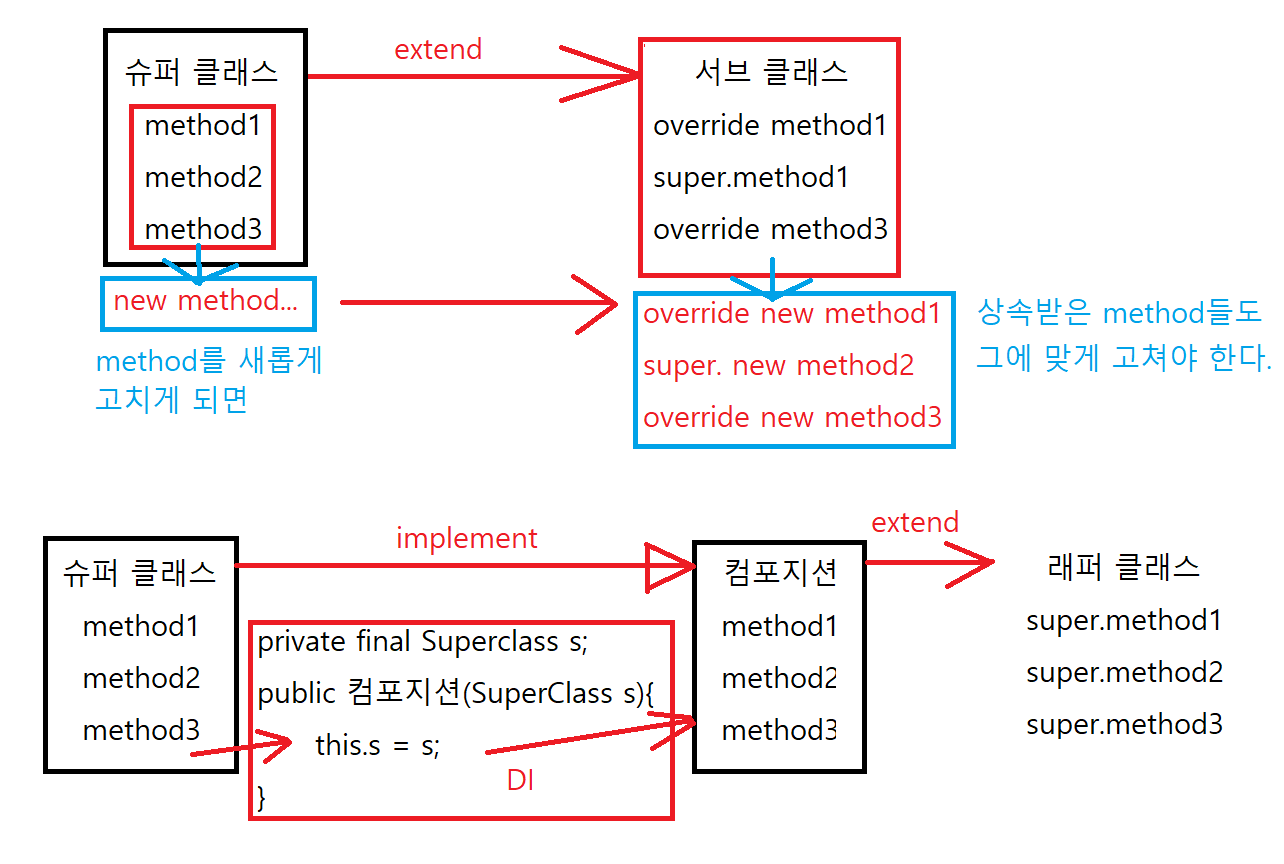 슈퍼 클래스
method1
method2
method3
extend
서브 클래스
override method1
super.method1
override method3
new method...
method를 새롭게
고치게 되면
override new method1
super. new method2
override new method3
상속받은 method들도
그에 맞게 고쳐야 한다.
슈퍼 클래스
method1
method2
method3
implement
private final Superclass s;
public 컴포지션(SuperClass s){
this.s = s;
}
DI
컴포지션
method1
method2
method3
extend
래퍼 클래스
super.method1
super.method2
super.method3